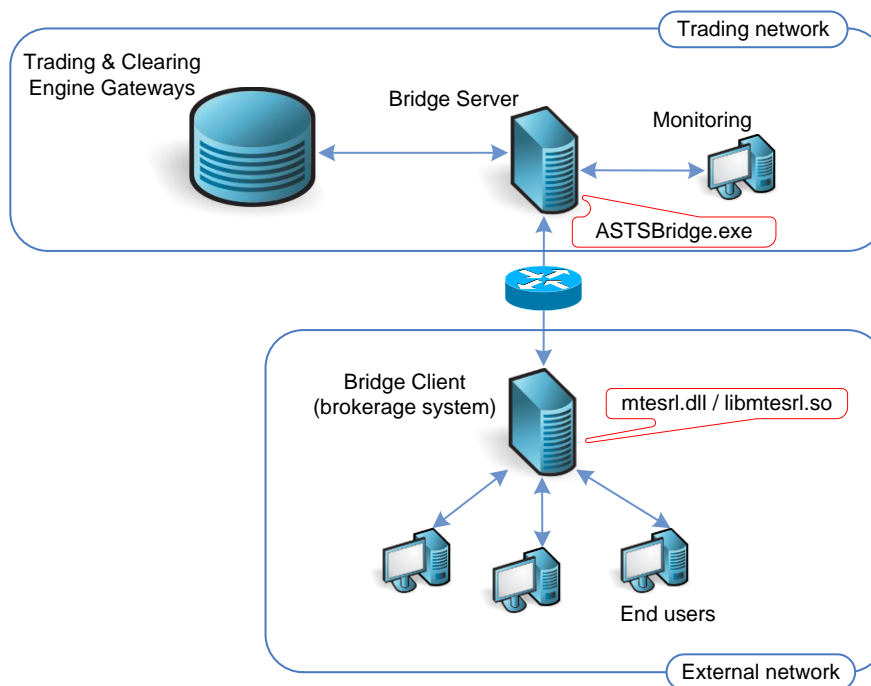 Trading network
Trading & Clearing
Engine Gateways
Bridge Server
Monitoring
ASTSBridge.exe
Bridge Client
(brokerage system)
mtesrl.dll / libmtesrl.so
End users
External network